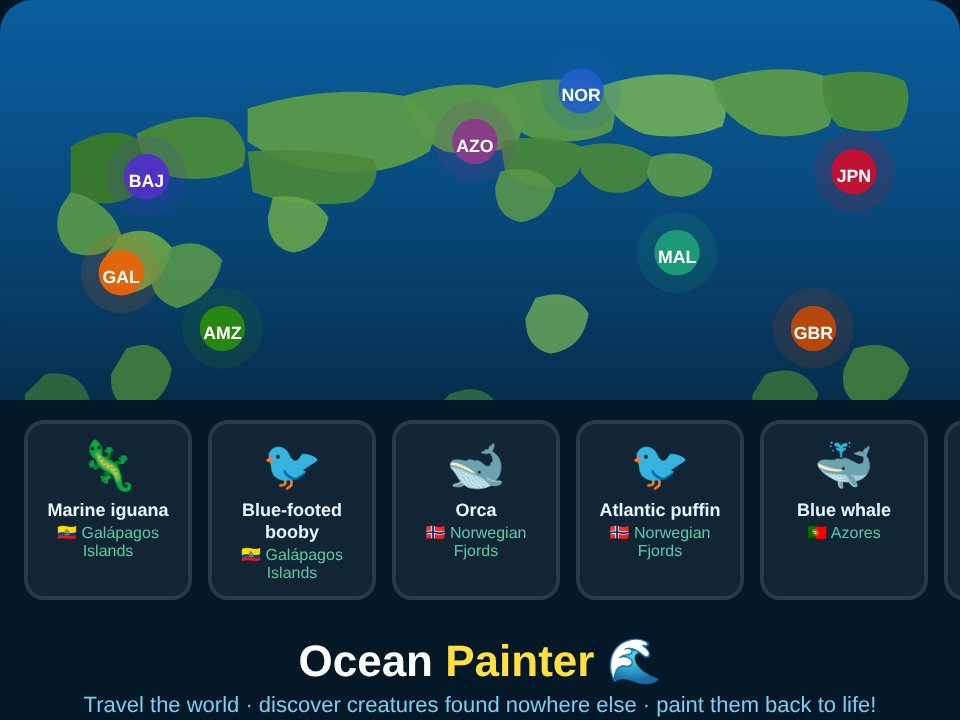 NOR
AZO
BAJ
JPN
MAL
GAL
AMZ
GBR
Marine iguana
Galápagos
Islands
Blue-footed
booby
Galápagos
Islands
Orca
Norwegian
Fjords
Atlantic puffin
Norwegian
Fjords
Blue whale
Azores
Ocean Painter
Travel the world · discover creatures found nowhere else · paint them back to life!